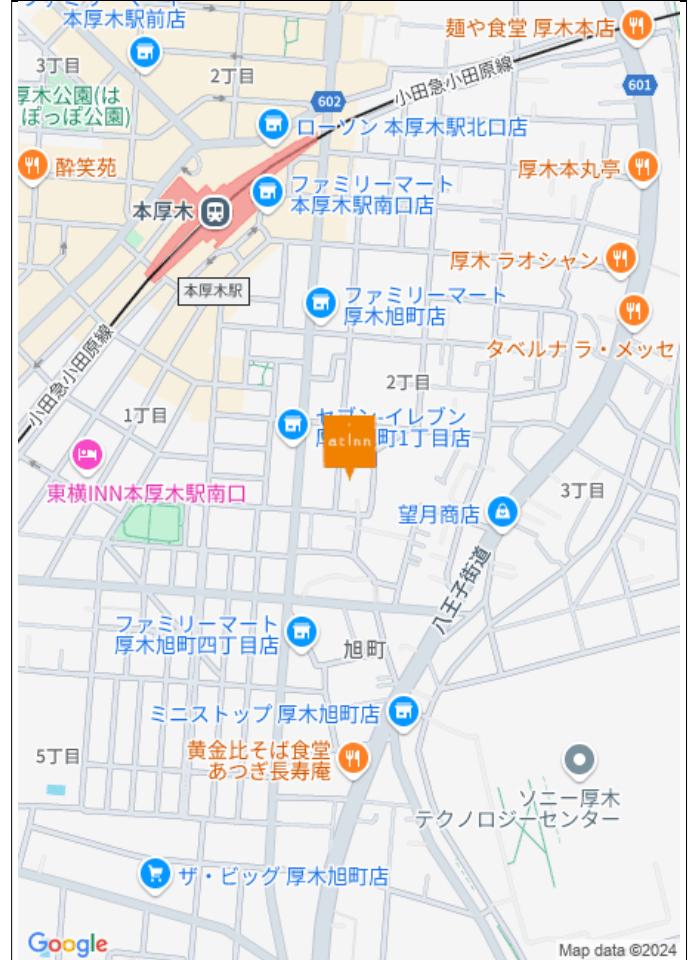 ファミリーマート
本厚木駅前店
麺や食堂 厚木本店
3丁目
2丁目
小田急小田原線
601
厚木公園(は
ぽっぽ公園)
602
ローソン 本厚木駅北口店
酔笑苑
厚木本丸亭
ファミリーマート
本厚木駅南口店
本厚木
厚木 ラオシャン
本厚木駅
ファミリーマート
厚木旭町店
タベルナ ラ・メッセ
小田急小田原線
2丁目
1丁目
セブン-イレブン
町1丁目店
at inn
東横INN本厚木駅南口
3丁目
望月商店
八王子街道
ファミリーマート
厚木旭町四丁目店
旭町
ミニストップ 厚木旭町店
黄金比そば食堂
あつぎ長寿庵
5丁目
ソニー厚木
テクノロジーセンター
ザ・ビッグ 厚木旭町店
Google
Map data ©2024